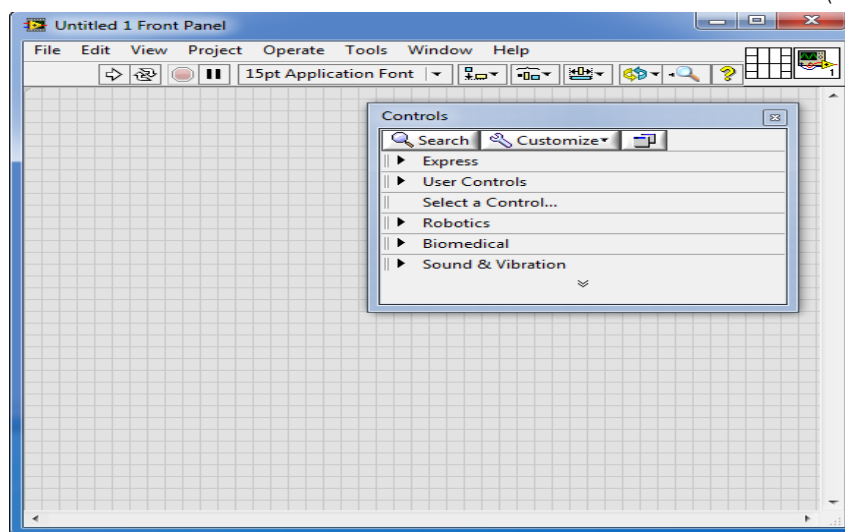 Untitled 1 Front Panel
File Edit View Project Operate Tools Window Help
15pt Application Font
1
Controls
Search Customize
Express
User Controls
Select a Control...
Robotics
Biomedical
Sound & Vibration